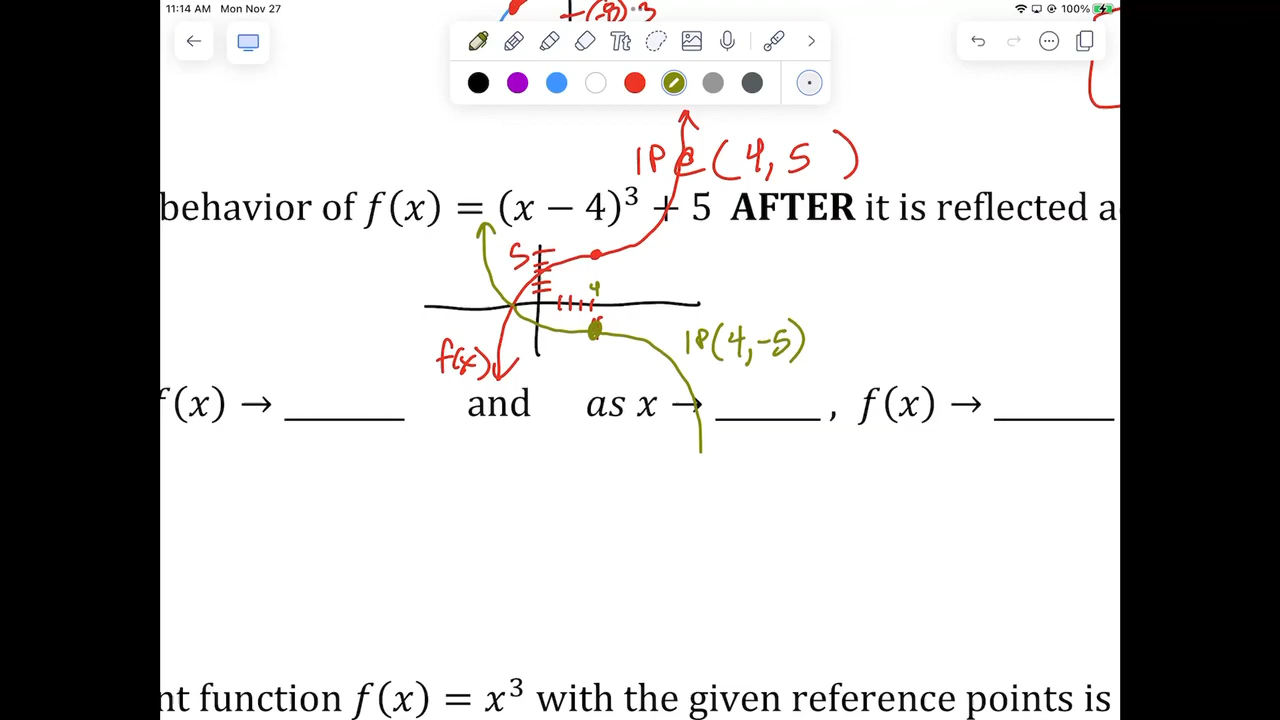 11:14 AM Mon Nov 27
100%
Tt
IP @ (4, 5 )
behavior of f(x) = (x − 4)³ + 5 AFTER it is reflected a
5
4
f(x)
IP(4, -5)
f(x) → ______ and as x → ______ , f(x) → ______
nt function f(x) = x³ with the given reference points is